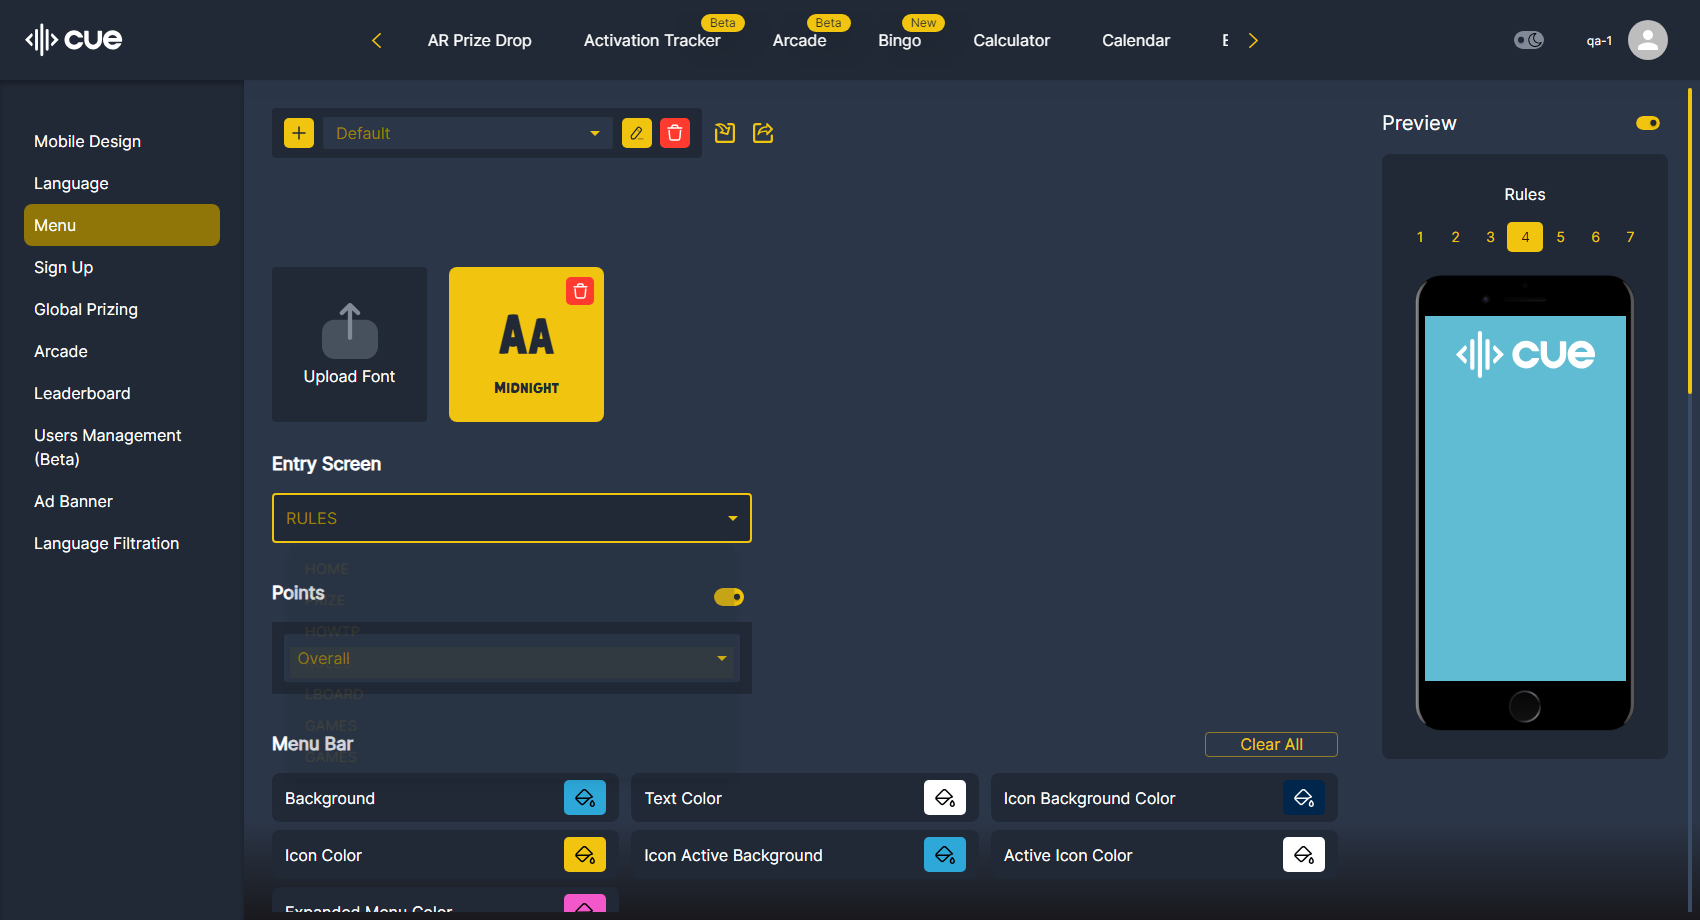 cue
AR Prize Drop
Activation Tracker
Beta
Arcade
Beta
Bingo
New
Calculator
Calendar
qa-1
Mobile Design
Language
Menu
Sign Up
Global Prizing
Arcade
Leaderboard
Users Management
(Beta)
Ad Banner
Language Filtration
Default
Upload Font
AA
MIDNIGHT
Entry Screen
RULES
HOME
Points
HOWTP
Overall
LBOARD
GAMES
Menu Bar
GAMES
Clear All
Background
Text Color
Icon Background Color
Icon Color
Icon Active Background
Active Icon Color
Expanded Menu Color
Preview
Rules
1 2 3 4 5 6 7
cue